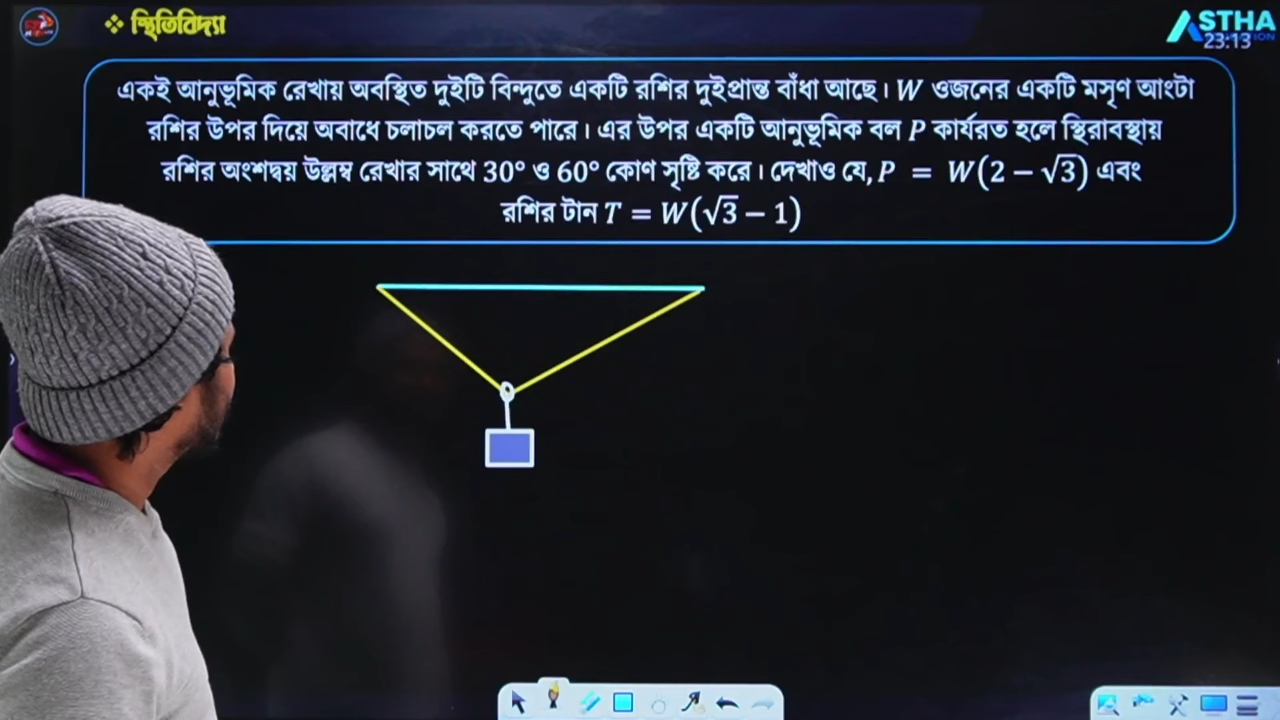 ❖ স্থিতিবিদ্যা
ASTHA
23:13
একই আনুভূমিক রেখায় অবস্থিত দুইটি বিন্দুতে একটি রশির দুইপ্রান্ত বাঁধা আছে। W ওজনের একটি মসৃণ আংটা
রশির উপর দিয়ে অবাধে চলাচল করতে পারে। এর উপর একটি আনুভূমিক বল P কার্যরত হলে স্থিরাবস্থায়
রশির অংশদ্বয় উল্লম্ব রেখার সাথে 30° ও 60° কোণ সৃষ্টি করে। দেখাও যে, P = W(2 − √3) এবং
রশির টান T = W(√3 − 1)